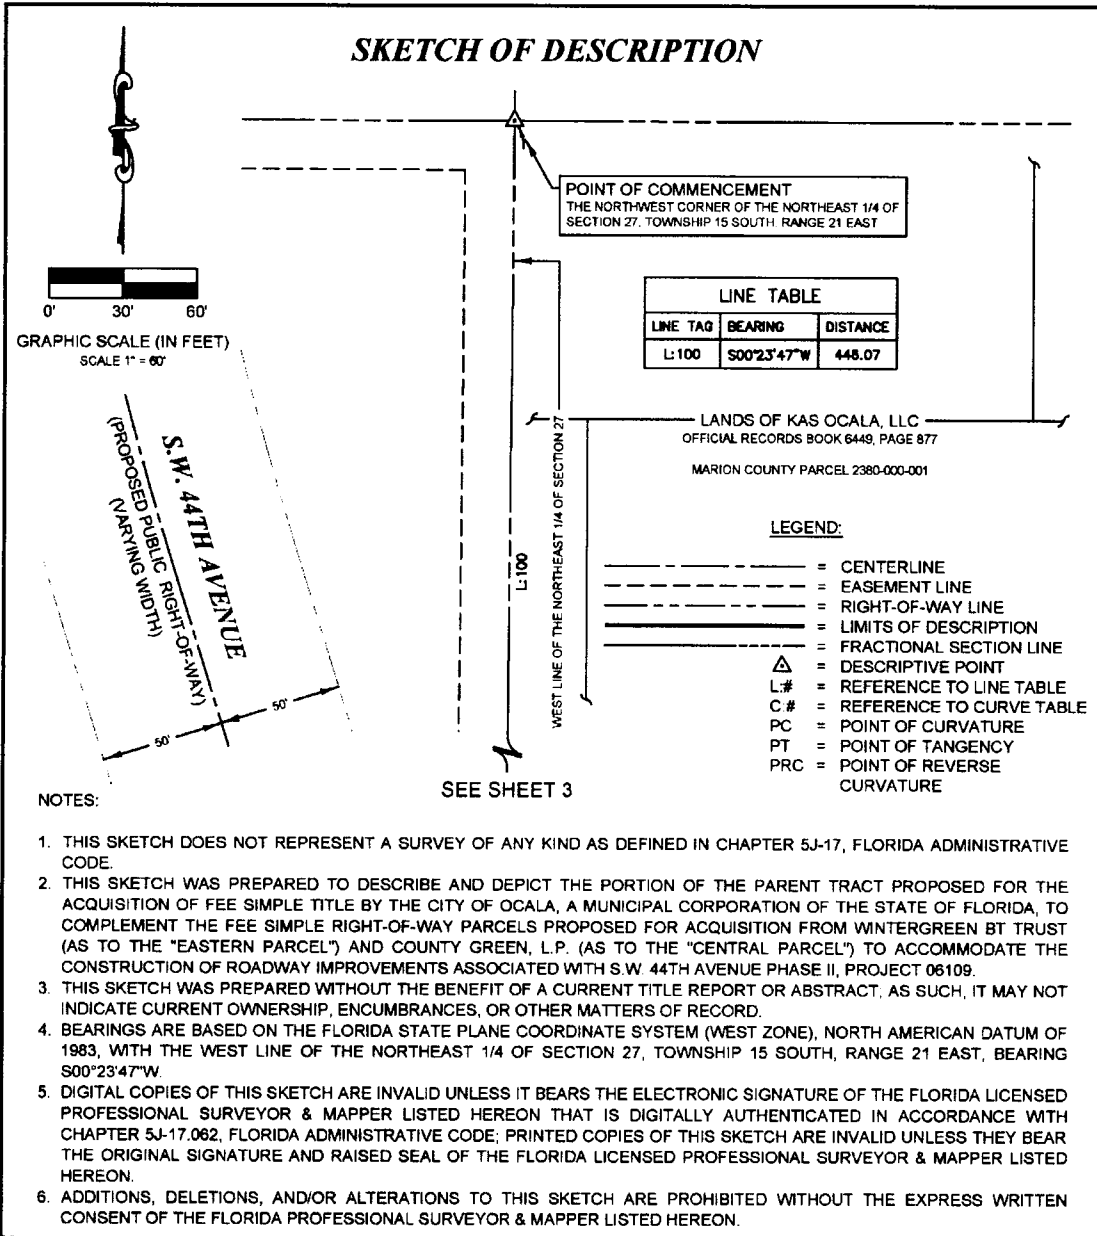 SKETCH OF DESCRIPTION
POINT OF COMMENCEMENT
THE NORTHWEST CORNER OF THE NORTHEAST 1/4 OF
SECTION 27, TOWNSHIP 15 SOUTH, RANGE 21 EAST
0' 30' 60'
GRAPHIC SCALE (IN FEET)
SCALE 1" = 60'
LINE TABLE
LINE TAG BEARING DISTANCE
L:100 S00°23'47"W 448.07
S.W. 44TH AVENUE
(PROPOSED PUBLIC RIGHT-OF-WAY)
(VARYING WIDTH)
50'
50'
L:100
WEST LINE OF THE NORTHEAST 1/4 OF SECTION 27
LANDS OF KAS OCALA, LLC
OFFICIAL RECORDS BOOK 6449, PAGE 877
MARION COUNTY PARCEL 2380-000-001
LEGEND:
= CENTERLINE
= EASEMENT LINE
= RIGHT-OF-WAY LINE
= LIMITS OF DESCRIPTION
= FRACTIONAL SECTION LINE
= DESCRIPTIVE POINT
L:# = REFERENCE TO LINE TABLE
C:# = REFERENCE TO CURVE TABLE
PC = POINT OF CURVATURE
PT = POINT OF TANGENCY
PRC = POINT OF REVERSE
CURVATURE
SEE SHEET 3
NOTES:
1. THIS SKETCH DOES NOT REPRESENT A SURVEY OF ANY KIND AS DEFINED IN CHAPTER 5J-17, FLORIDA ADMINISTRATIVE
CODE.
2. THIS SKETCH WAS PREPARED TO DESCRIBE AND DEPICT THE PORTION OF THE PARENT TRACT PROPOSED FOR THE
ACQUISITION OF FEE SIMPLE TITLE BY THE CITY OF OCALA, A MUNICIPAL CORPORATION OF THE STATE OF FLORIDA, TO
COMPLEMENT THE FEE SIMPLE RIGHT-OF-WAY PARCELS PROPOSED FOR ACQUISITION FROM WINTERGREEN BT TRUST
(AS TO THE "EASTERN PARCEL") AND COUNTY GREEN, L.P. (AS TO THE "CENTRAL PARCEL") TO ACCOMMODATE THE
CONSTRUCTION OF ROADWAY IMPROVEMENTS ASSOCIATED WITH S.W. 44TH AVENUE PHASE II, PROJECT 06109.
3. THIS SKETCH WAS PREPARED WITHOUT THE BENEFIT OF A CURRENT TITLE REPORT OR ABSTRACT; AS SUCH, IT MAY NOT
INDICATE CURRENT OWNERSHIP, ENCUMBRANCES, OR OTHER MATTERS OF RECORD.
4. BEARINGS ARE BASED ON THE FLORIDA STATE PLANE COORDINATE SYSTEM (WEST ZONE), NORTH AMERICAN DATUM OF
1983, WITH THE WEST LINE OF THE NORTHEAST 1/4 OF SECTION 27, TOWNSHIP 15 SOUTH, RANGE 21 EAST, BEARING
S00°23'47"W.
5. DIGITAL COPIES OF THIS SKETCH ARE INVALID UNLESS IT BEARS THE ELECTRONIC SIGNATURE OF THE FLORIDA LICENSED
PROFESSIONAL SURVEYOR & MAPPER LISTED HEREON THAT IS DIGITALLY AUTHENTICATED IN ACCORDANCE WITH
CHAPTER 5J-17.062, FLORIDA ADMINISTRATIVE CODE; PRINTED COPIES OF THIS SKETCH ARE INVALID UNLESS THEY BEAR
THE ORIGINAL SIGNATURE AND RAISED SEAL OF THE FLORIDA LICENSED PROFESSIONAL SURVEYOR & MAPPER LISTED
HEREON.
6. ADDITIONS, DELETIONS, AND/OR ALTERATIONS TO THIS SKETCH ARE PROHIBITED WITHOUT THE EXPRESS WRITTEN
CONSENT OF THE FLORIDA PROFESSIONAL SURVEYOR & MAPPER LISTED HEREON.